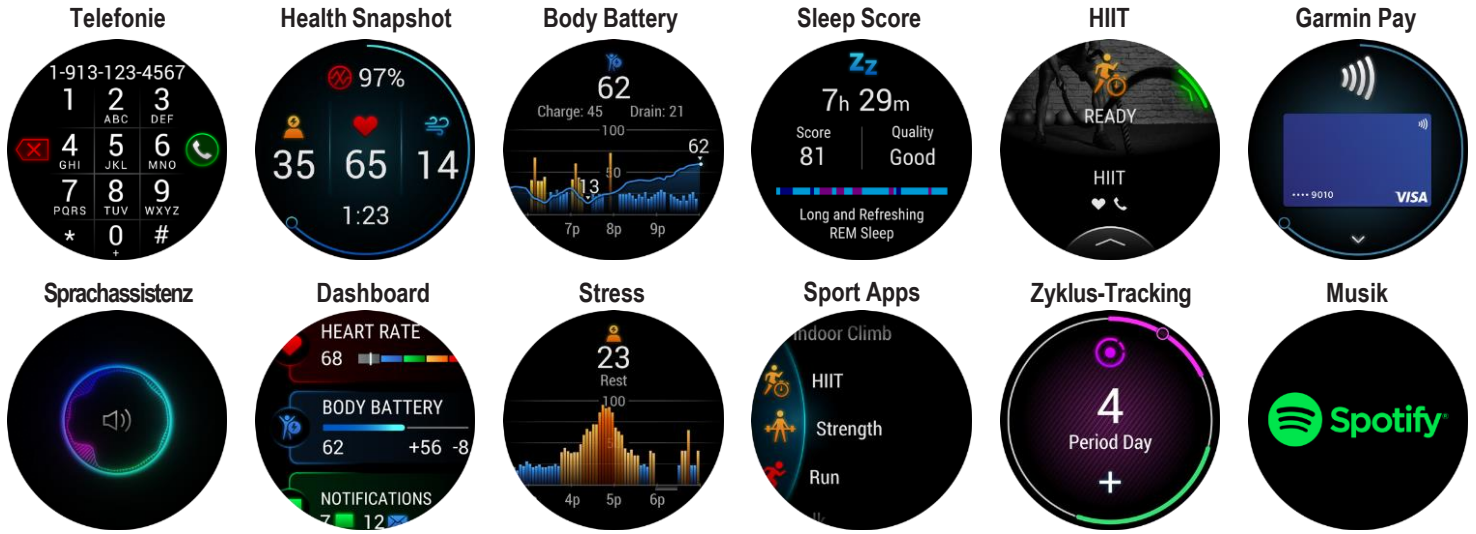 Telefonie
Health Snapshot
Body Battery
Sleep Score
HIIT
Garmin Pay
1-913-123-4567
1 2 3
ABC DEF
4 5 6
GHI JKL MNO
7 8 9
PQRS TUV WXYZ
* 0 #
+
97%
35 65 14
1:23
62
Charge: 45 Drain: 21
100
62
50
13
7p 8p 9p
7h 29m
Score Quality
81 Good
Long and Refreshing
REM Sleep
READY
HIIT
•••• 9010 VISA
Sprachassistenz
Dashboard
Stress
Sport Apps
Zyklus-Tracking
Musik
HEART RATE
68
BODY BATTERY
62 +56 -8
NOTIFICATIONS
7 12
23
Rest
100
4p 5p 6p
Indoor Climb
HIIT
Strength
Run
4
Period Day
+
Spotify®